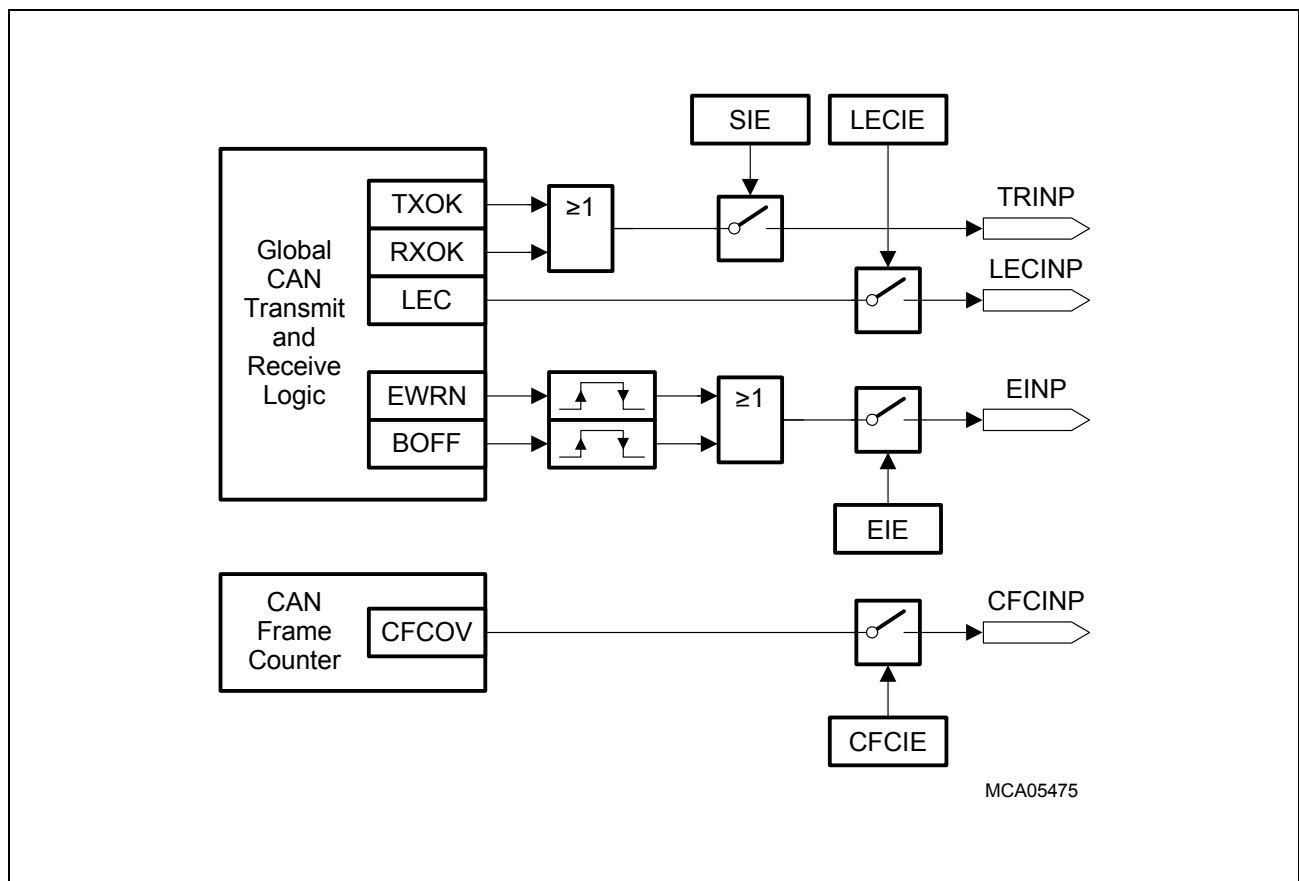 SIE
LECIE
Global
CAN
Transmit
and
Receive
Logic
TXOK
RXOK
LEC
EWRN
BOFF
≥1
≥1
TRINP
LECINP
EINP
EIE
CAN
Frame
Counter
CFCOV
CFCINP
CFCIE
MCA05475